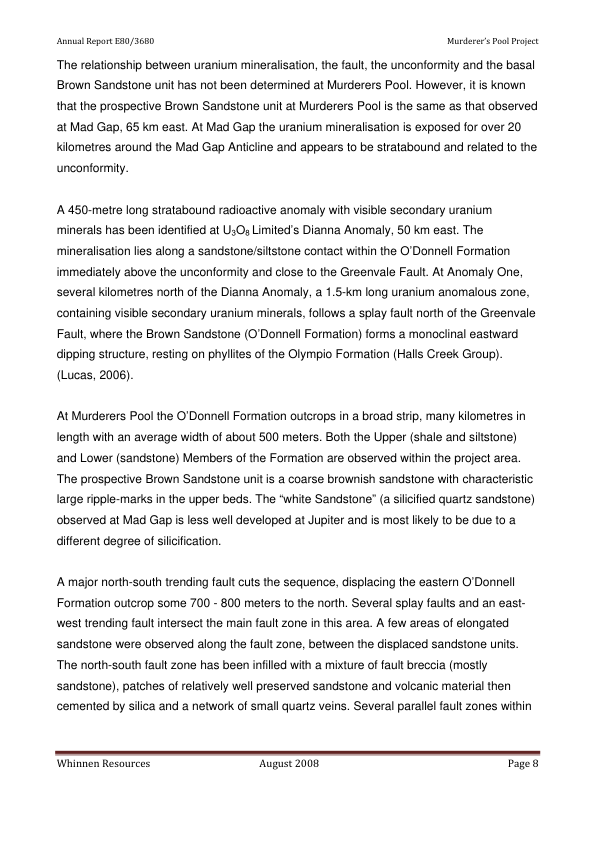 Annual Report E80/3680 Murderer's Pool Project
The relationship between uranium mineralisation, the fault, the unconformity and the basal
Brown Sandstone unit has not been determined at Murderers Pool. However, it is known
that the prospective Brown Sandstone unit at Murderers Pool is the same as that observed
at Mad Gap, 65 km east. At Mad Gap the uranium mineralisation is exposed for over 20
kilometres around the Mad Gap Anticline and appears to be stratabound and related to the
unconformity.
A 450-metre long stratabound radioactive anomaly with visible secondary uranium
minerals has been identified at U₃O₈ Limited's Dianna Anomaly, 50 km east. The
mineralisation lies along a sandstone/siltstone contact within the O'Donnell Formation
immediately above the unconformity and close to the Greenvale Fault. At Anomaly One,
several kilometres north of the Dianna Anomaly, a 1.5-km long uranium anomalous zone,
containing visible secondary uranium minerals, follows a splay fault north of the Greenvale
Fault, where the Brown Sandstone (O'Donnell Formation) forms a monoclinal eastward
dipping structure, resting on phyllites of the Olympio Formation (Halls Creek Group).
(Lucas, 2006).
At Murderers Pool the O'Donnell Formation outcrops in a broad strip, many kilometres in
length with an average width of about 500 meters. Both the Upper (shale and siltstone)
and Lower (sandstone) Members of the Formation are observed within the project area.
The prospective Brown Sandstone unit is a coarse brownish sandstone with characteristic
large ripple-marks in the upper beds. The “white Sandstone” (a silicified quartz sandstone)
observed at Mad Gap is less well developed at Jupiter and is most likely to be due to a
different degree of silicification.
A major north-south trending fault cuts the sequence, displacing the eastern O'Donnell
Formation outcrop some 700 - 800 meters to the north. Several splay faults and an east-
west trending fault intersect the main fault zone in this area. A few areas of elongated
sandstone were observed along the fault zone, between the displaced sandstone units.
The north-south fault zone has been infilled with a mixture of fault breccia (mostly
sandstone), patches of relatively well preserved sandstone and volcanic material then
cemented by silica and a network of small quartz veins. Several parallel fault zones within
Whinnen Resources August 2008 Page 8